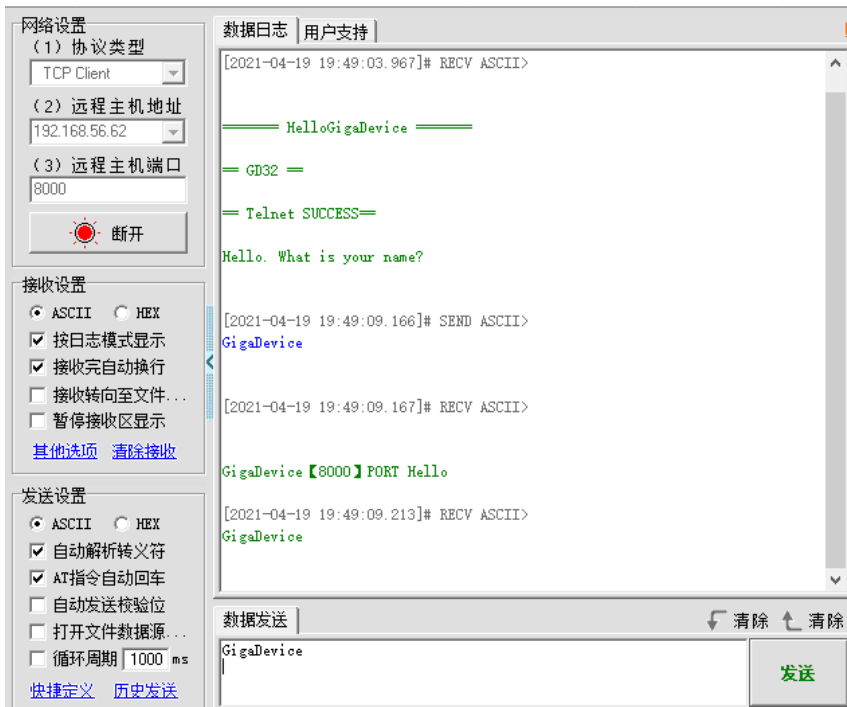 网络设置
（1）协议类型
TCP Client
（2）远程主机地址
192.168.56.62
（3）远程主机端口
8000
断开
接收设置
ASCII HEX
按日志模式显示
接收完自动换行
接收转向至文件...
暂停接收区显示
其他选项 清除接收
发送设置
ASCII HEX
自动解析转义符
AT指令自动回车
自动发送校验位
打开文件数据源...
循环周期 1000 ms
快捷定义 历史发送
数据日志 用户支持
[2021-04-19 19:49:03.967]# RECV ASCII>
====== HelloGigaDevice ======
== GD32 ==
== Telnet SUCCESS==
Hello. What is your name?
[2021-04-19 19:49:09.166]# SEND ASCII>
GigaDevice
[2021-04-19 19:49:09.167]# RECV ASCII>
GigaDevice【8000】PORT Hello
[2021-04-19 19:49:09.213]# RECV ASCII>
GigaDevice
数据发送 清除 清除
GigaDevice
发送